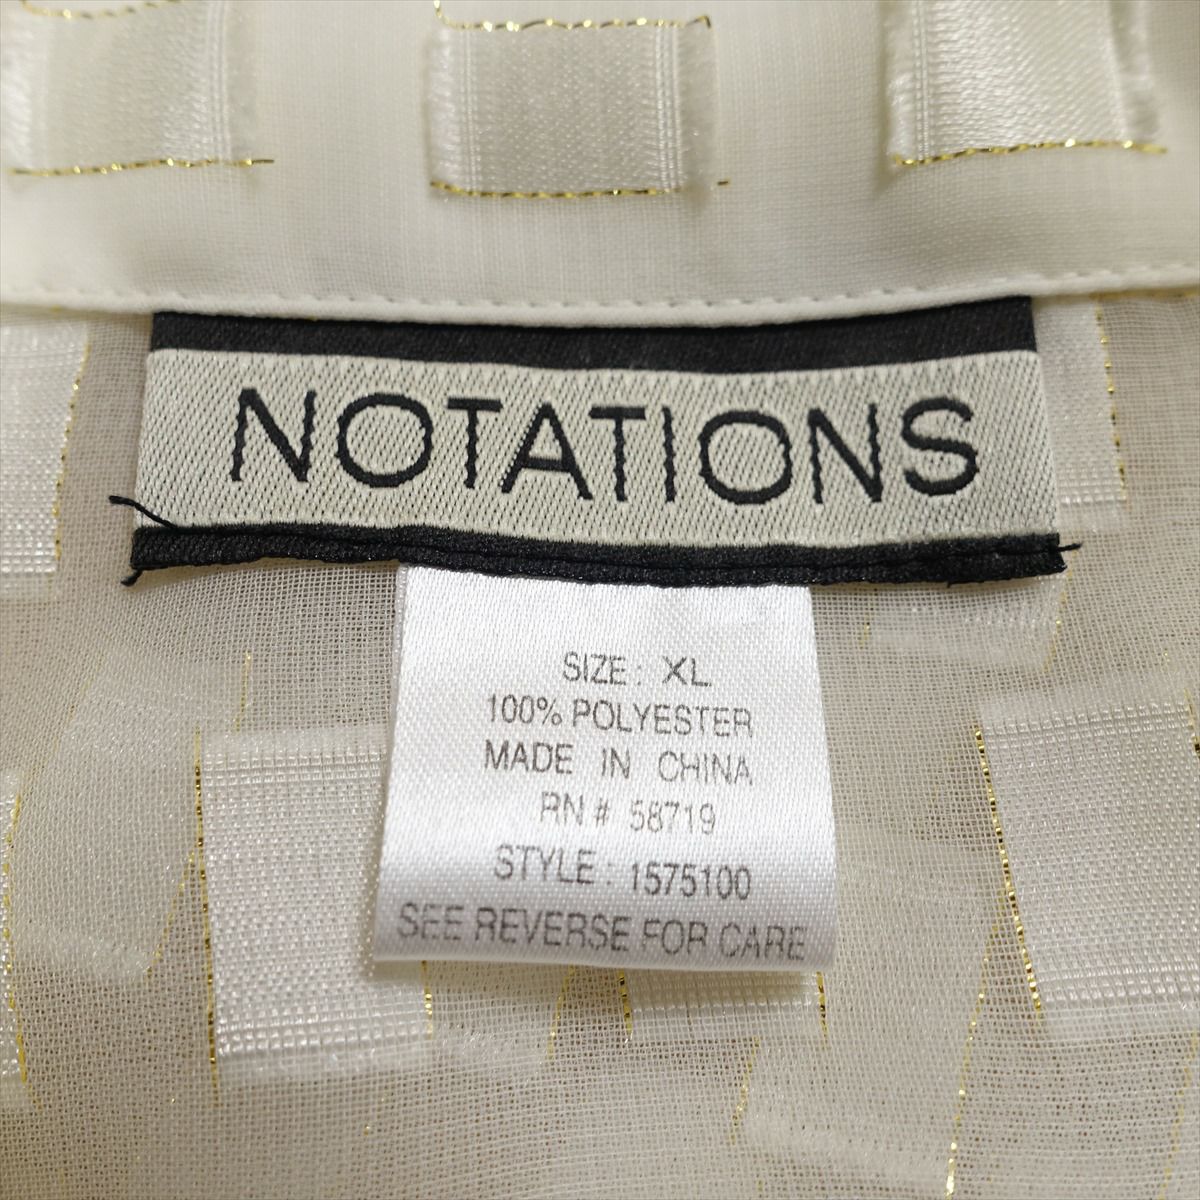 NOTATIONS
SIZE: XL
100% POLYESTER
MADE IN CHINA
RN # 58719
STYLE: 1575100
SEE REVERSE FOR CARE